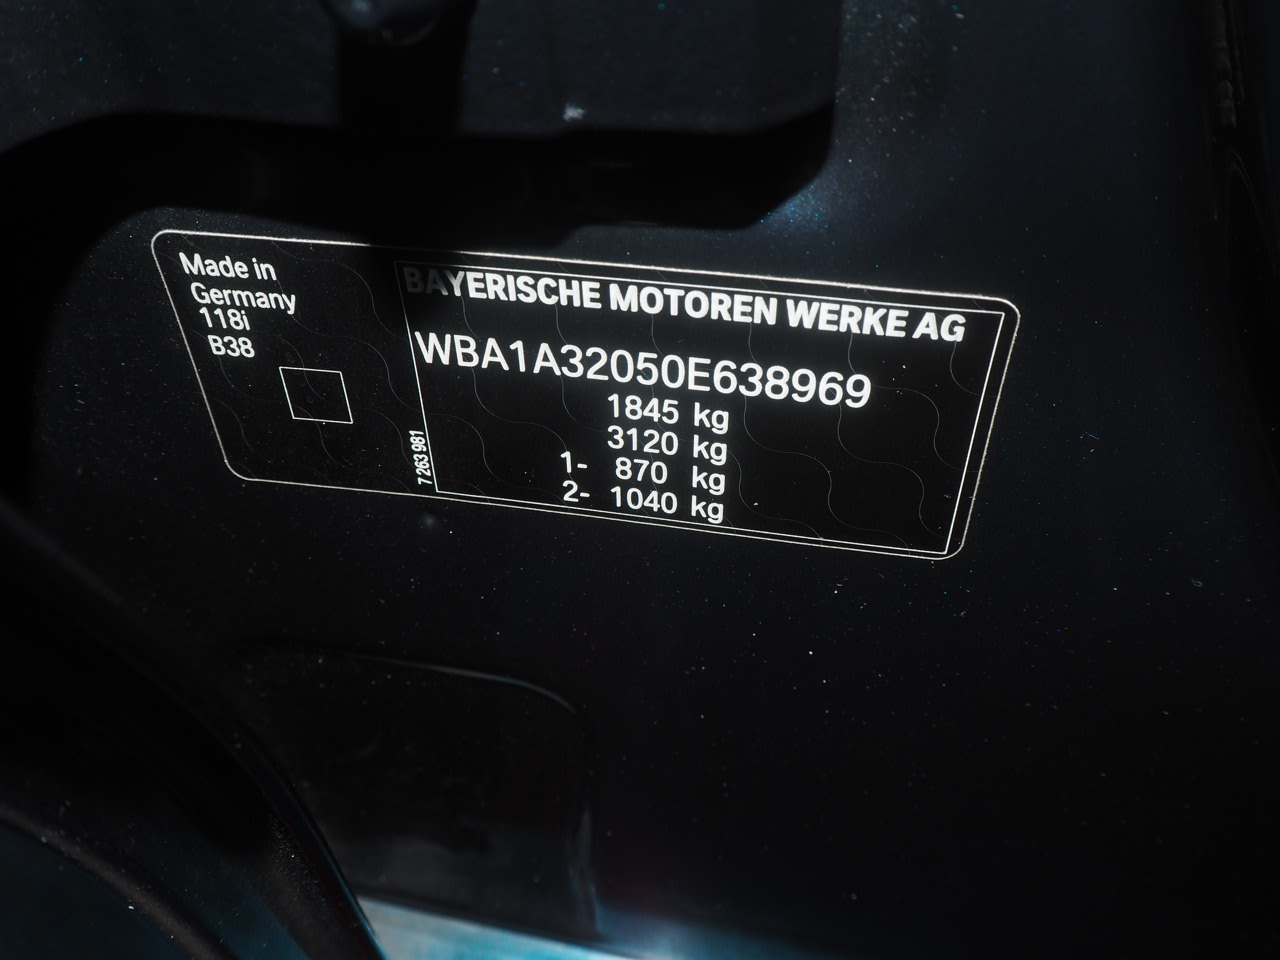 Made in
Germany
118i
B38
7 263 981
BAYERISCHE MOTOREN WERKE AG
WBA1A32050E638969
1845 kg
3120 kg
1- 870 kg
2- 1040 kg